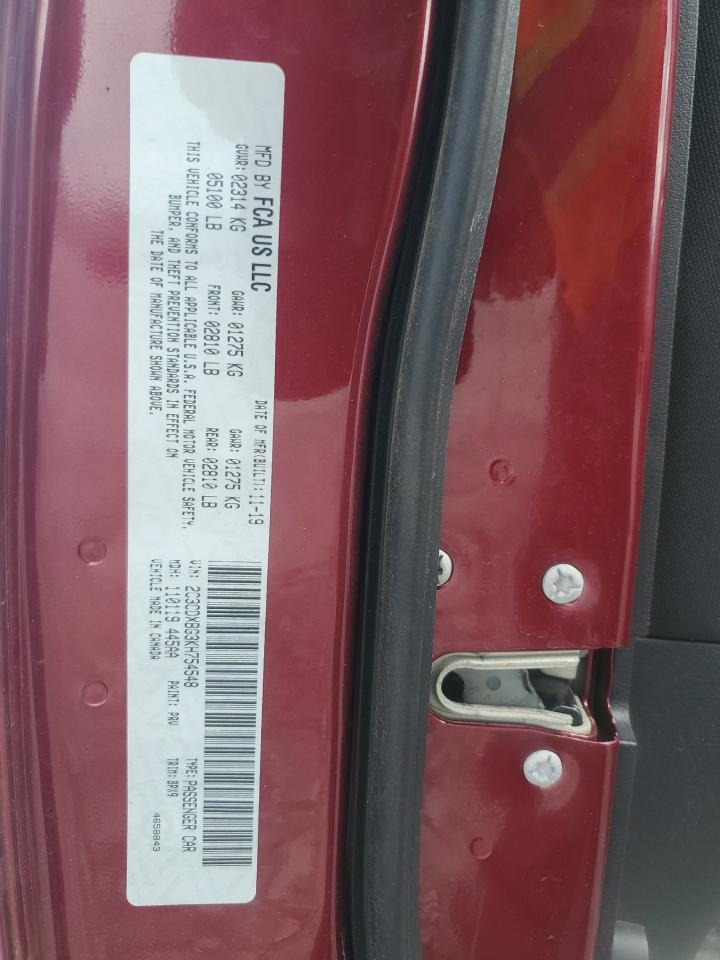 MFD BY FCA US LLC
DATE OF MFR(BUILT): 11-19
GVWR: 02314 KG
GAWR: 01275 KG
GAWR: 01275 KG
05100 LB
FRONT: 02810 LB
REAR: 02810 LB
THIS VEHICLE CONFORMS TO ALL APPLICABLE U.S.A. FEDERAL MOTOR VEHICLE SAFETY,
BUMPER, AND THEFT PREVENTION STANDARDS IN EFFECT ON
THE DATE OF MANUFACTURE SHOWN ABOVE.
VIN: 2C3CDXBG3KH754548
TYPE: PASSENGER CAR
MDH: 110119 445AA
PAINT: PRV
TRIM: BPX9
VEHICLE MADE IN CANADA
4658843